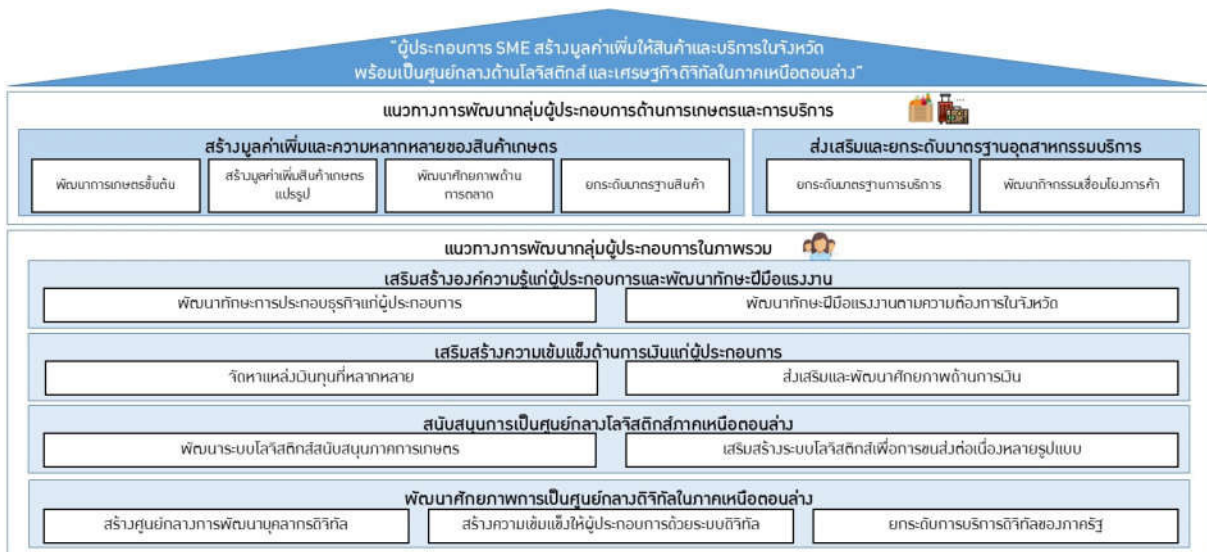 "ผู้ประกอบการ SME สร้างมูลค่าเพิ่มให้สินค้าและบริการในจังหวัด
พร้อมเป็นศูนย์กลางด้านโลจิสติกส์ และเศรษฐกิจดิจิทัลในภาคเหนือตอนล่าง"
แนวทางการพัฒนากลุ่มผู้ประกอบการด้านการเกษตรและการบริการ
สร้างมูลค่าเพิ่มและความหลากหลายของสินค้าเกษตร
พัฒนาการเกษตรขั้นต้น
สร้างมูลค่าเพิ่มสินค้าเกษตร
แปรรูป
พัฒนาศักยภาพด้าน
การตลาด
ยกระดับมาตรฐานสินค้า
ส่งเสริมและยกระดับมาตรฐานอุตสาหกรรมบริการ
ยกระดับมาตรฐานการบริการ
พัฒนากิจกรรมเชื่อมโยงการค้า
แนวทางการพัฒนากลุ่มผู้ประกอบการในภาพรวม
เสริมสร้างองค์ความรู้แก่ผู้ประกอบการและพัฒนาทักษะฝีมือแรงงาน
พัฒนาทักษะการประกอบธุรกิจแก่ผู้ประกอบการ
พัฒนาทักษะฝีมือแรงงานตามความต้องการในจังหวัด
เสริมสร้างความเข้มแข็งด้านการเงินแก่ผู้ประกอบการ
จัดหาแหล่งเงินทุนที่หลากหลาย
ส่งเสริมและพัฒนาศักยภาพด้านการเงิน
สนับสนุนการเป็นศูนย์กลางโลจิสติกส์ภาคเหนือตอนล่าง
พัฒนาระบบโลจิสติกส์สนับสนุนภาคการเกษตร
เสริมสร้างระบบโลจิสติกส์เพื่อการขนส่งต่อเนื่องหลายรูปแบบ
พัฒนาศักยภาพการเป็นศูนย์กลางดิจิทัลในภาคเหนือตอนล่าง
สร้างศูนย์กลางการพัฒนาบุคลากรดิจิทัล
สร้างความเข้มแข็งให้ผู้ประกอบการด้วยระบบดิจิทัล
ยกระดับการบริการดิจิทัลของภาครัฐ